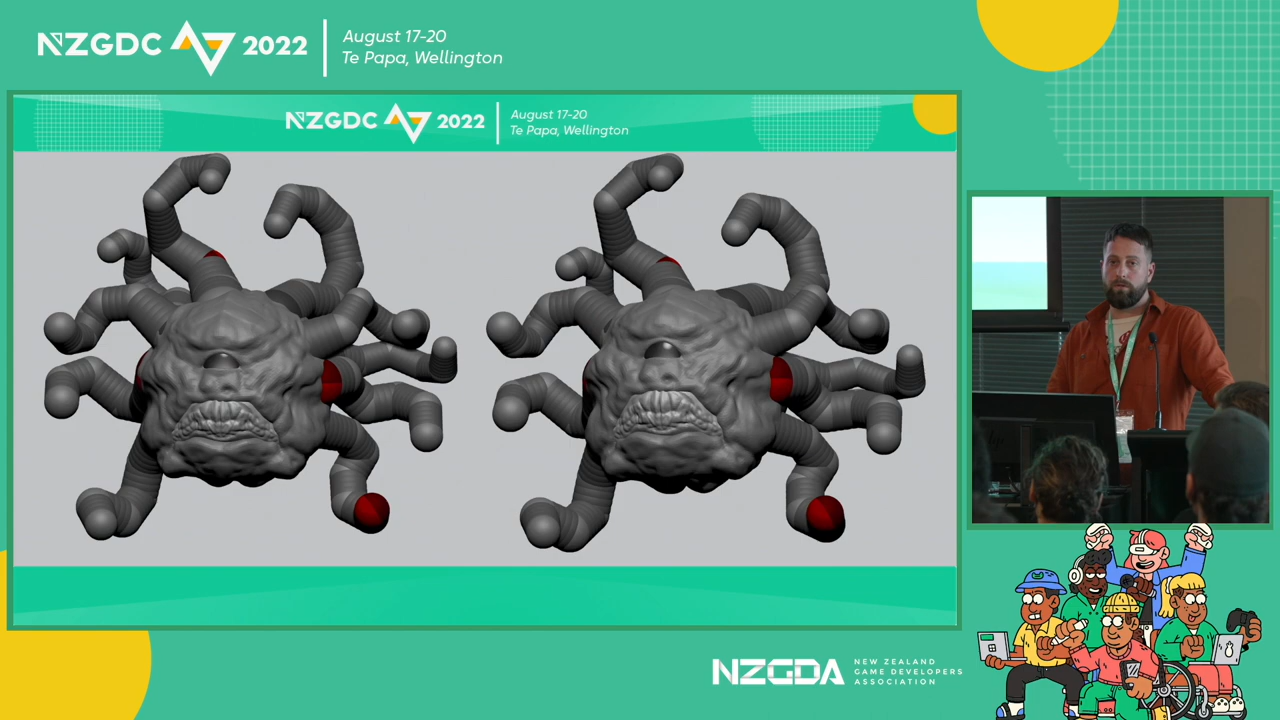 NZGDC 2022
August 17-20
Te Papa, Wellington
NZGDC 2022
August 17-20
Te Papa, Wellington
NZGDA
NEW ZEALAND
GAME DEVELOPERS
ASSOCIATION